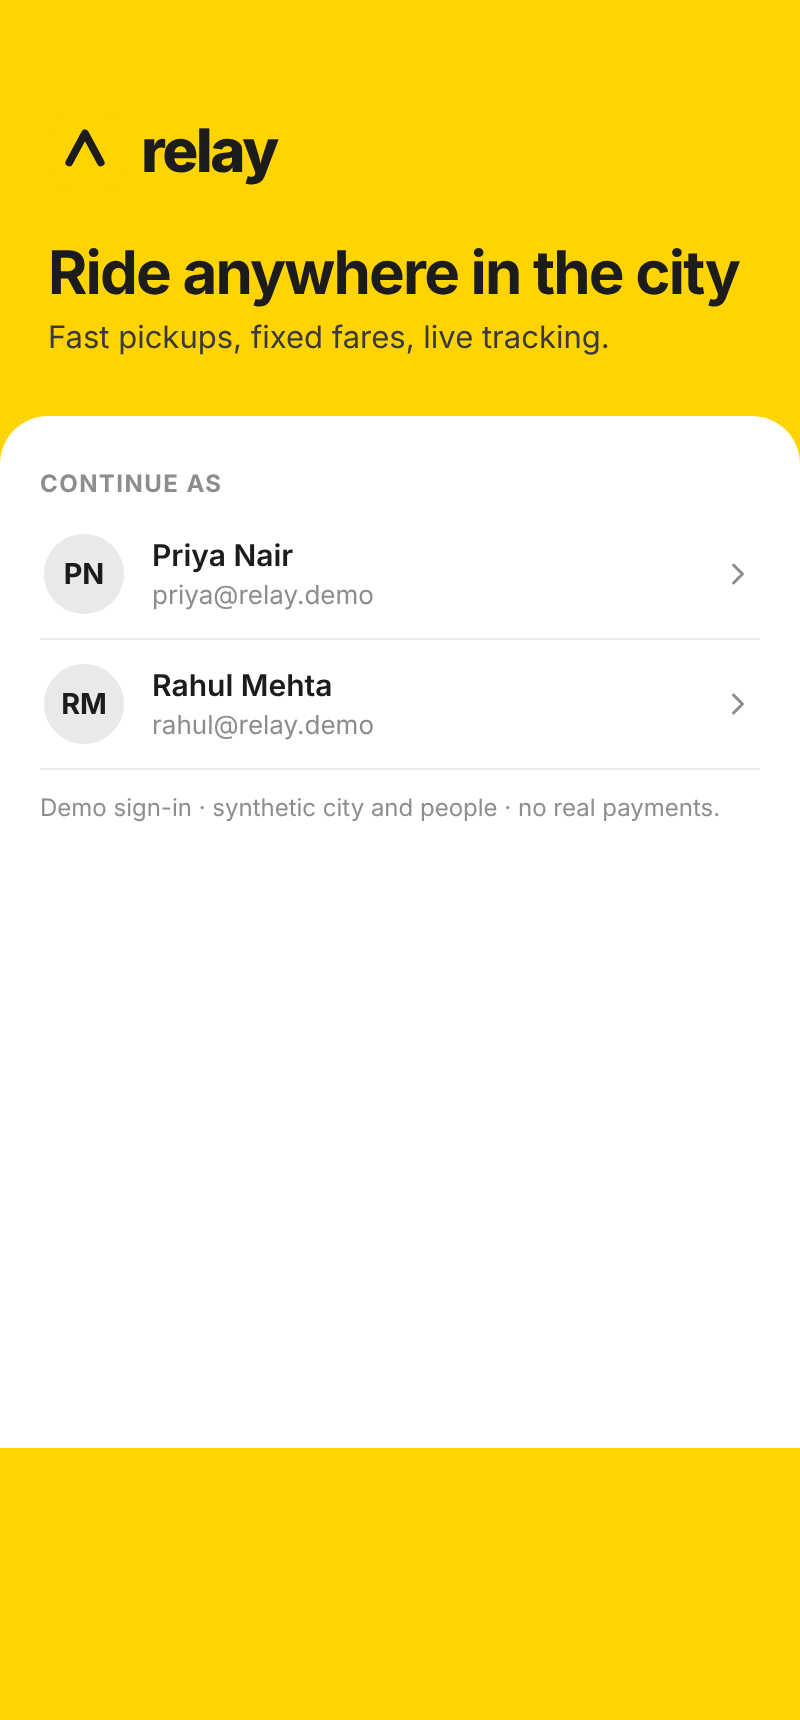 relay
Ride anywhere in the city
Fast pickups, fixed fares, live tracking.
CONTINUE AS
PN
Priya Nair
priya@relay.demo
RM
Rahul Mehta
rahul@relay.demo
Demo sign-in · synthetic city and people · no real payments.